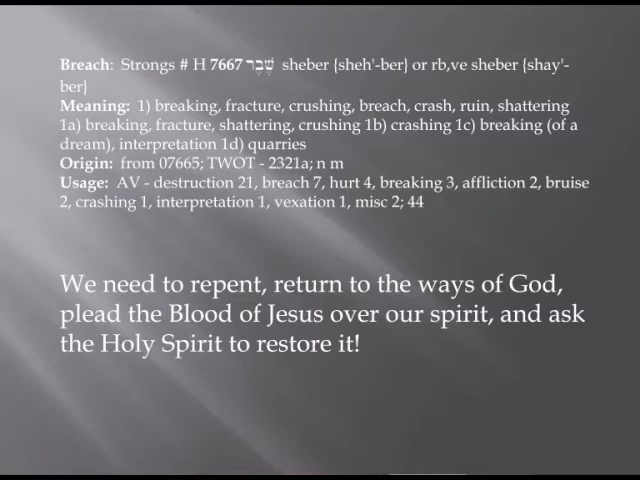 Breach:  Strongs # H 7667 שֶׁבֶר  sheber {sheh'-ber} or rb,ve sheber {shay'-
ber}
Meaning:  1) breaking, fracture, crushing, breach, crash, ruin, shattering
1a) breaking, fracture, shattering, crushing 1b) crashing 1c) breaking (of a
dream), interpretation 1d) quarries
Origin:  from 07665; TWOT - 2321a; n m
Usage:  AV - destruction 21, breach 7, hurt 4, breaking 3, affliction 2, bruise
2, crashing 1, interpretation 1, vexation 1, misc 2; 44
We need to repent, return to the ways of God,
plead the Blood of Jesus over our spirit, and ask
the Holy Spirit to restore it!